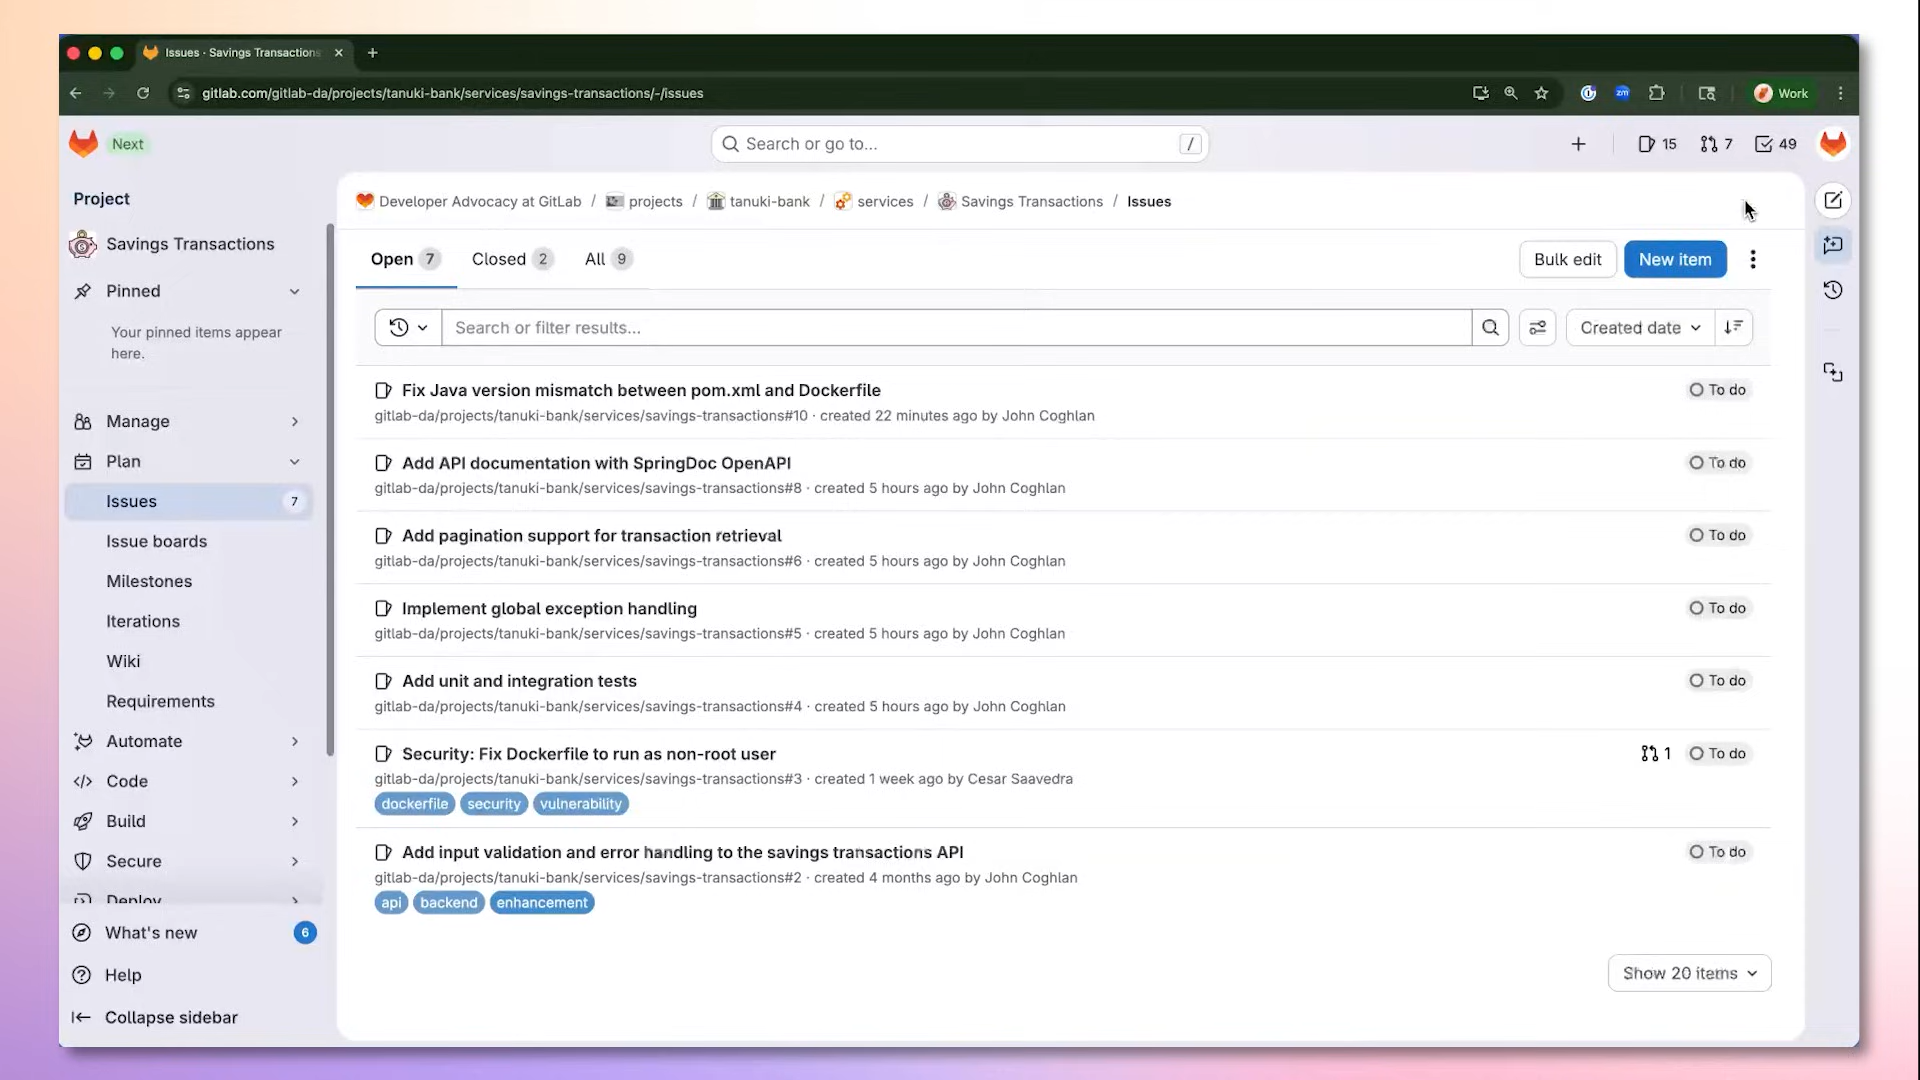 Issues · Savings Transactions
gitlab.com/gitlab-da/projects/tanuki-bank/services/savings-transactions/-/issues
zm
Work
Next
Search or go to...
/
15
7
49
Project
Savings Transactions
Pinned
Your pinned items appear
here.
Manage
Plan
Issues
7
Issue boards
Milestones
Iterations
Wiki
Requirements
Automate
Code
Build
Secure
Deploy
What's new
6
Help
Collapse sidebar
Developer Advocacy at GitLab / projects / tanuki-bank / services / Savings Transactions / Issues
Open 7
Closed 2
All 9
Bulk edit
New item
Search or filter results...
Created date
Fix Java version mismatch between pom.xml and Dockerfile
To do
gitlab-da/projects/tanuki-bank/services/savings-transactions#10 · created 22 minutes ago by John Coghlan
Add API documentation with SpringDoc OpenAPI
To do
gitlab-da/projects/tanuki-bank/services/savings-transactions#8 · created 5 hours ago by John Coghlan
Add pagination support for transaction retrieval
To do
gitlab-da/projects/tanuki-bank/services/savings-transactions#6 · created 5 hours ago by John Coghlan
Implement global exception handling
To do
gitlab-da/projects/tanuki-bank/services/savings-transactions#5 · created 5 hours ago by John Coghlan
Add unit and integration tests
To do
gitlab-da/projects/tanuki-bank/services/savings-transactions#4 · created 5 hours ago by John Coghlan
Security: Fix Dockerfile to run as non-root user
1
To do
gitlab-da/projects/tanuki-bank/services/savings-transactions#3 · created 1 week ago by Cesar Saavedra
dockerfile security vulnerability
Add input validation and error handling to the savings transactions API
To do
gitlab-da/projects/tanuki-bank/services/savings-transactions#2 · created 4 months ago by John Coghlan
api backend enhancement
Show 20 items